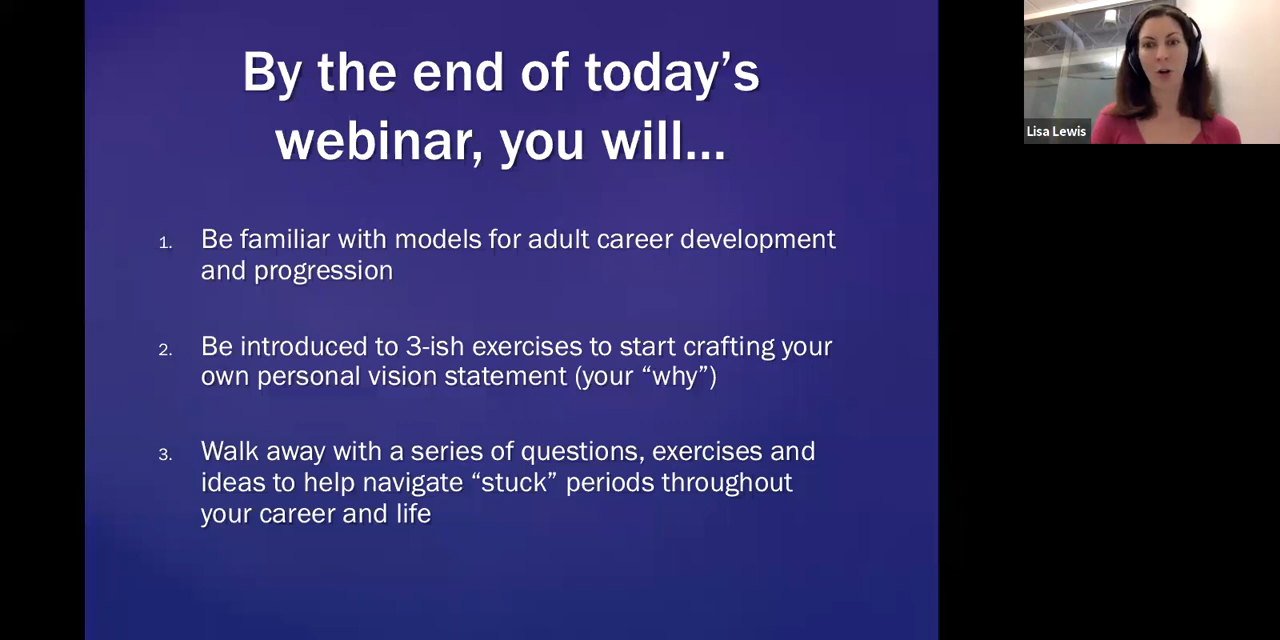 By the end of today’s
webinar, you will...
1. Be familiar with models for adult career development
and progression
2. Be introduced to 3-ish exercises to start crafting your
own personal vision statement (your “why”)
3. Walk away with a series of questions, exercises and
ideas to help navigate “stuck” periods throughout
your career and life
Lisa Lewis